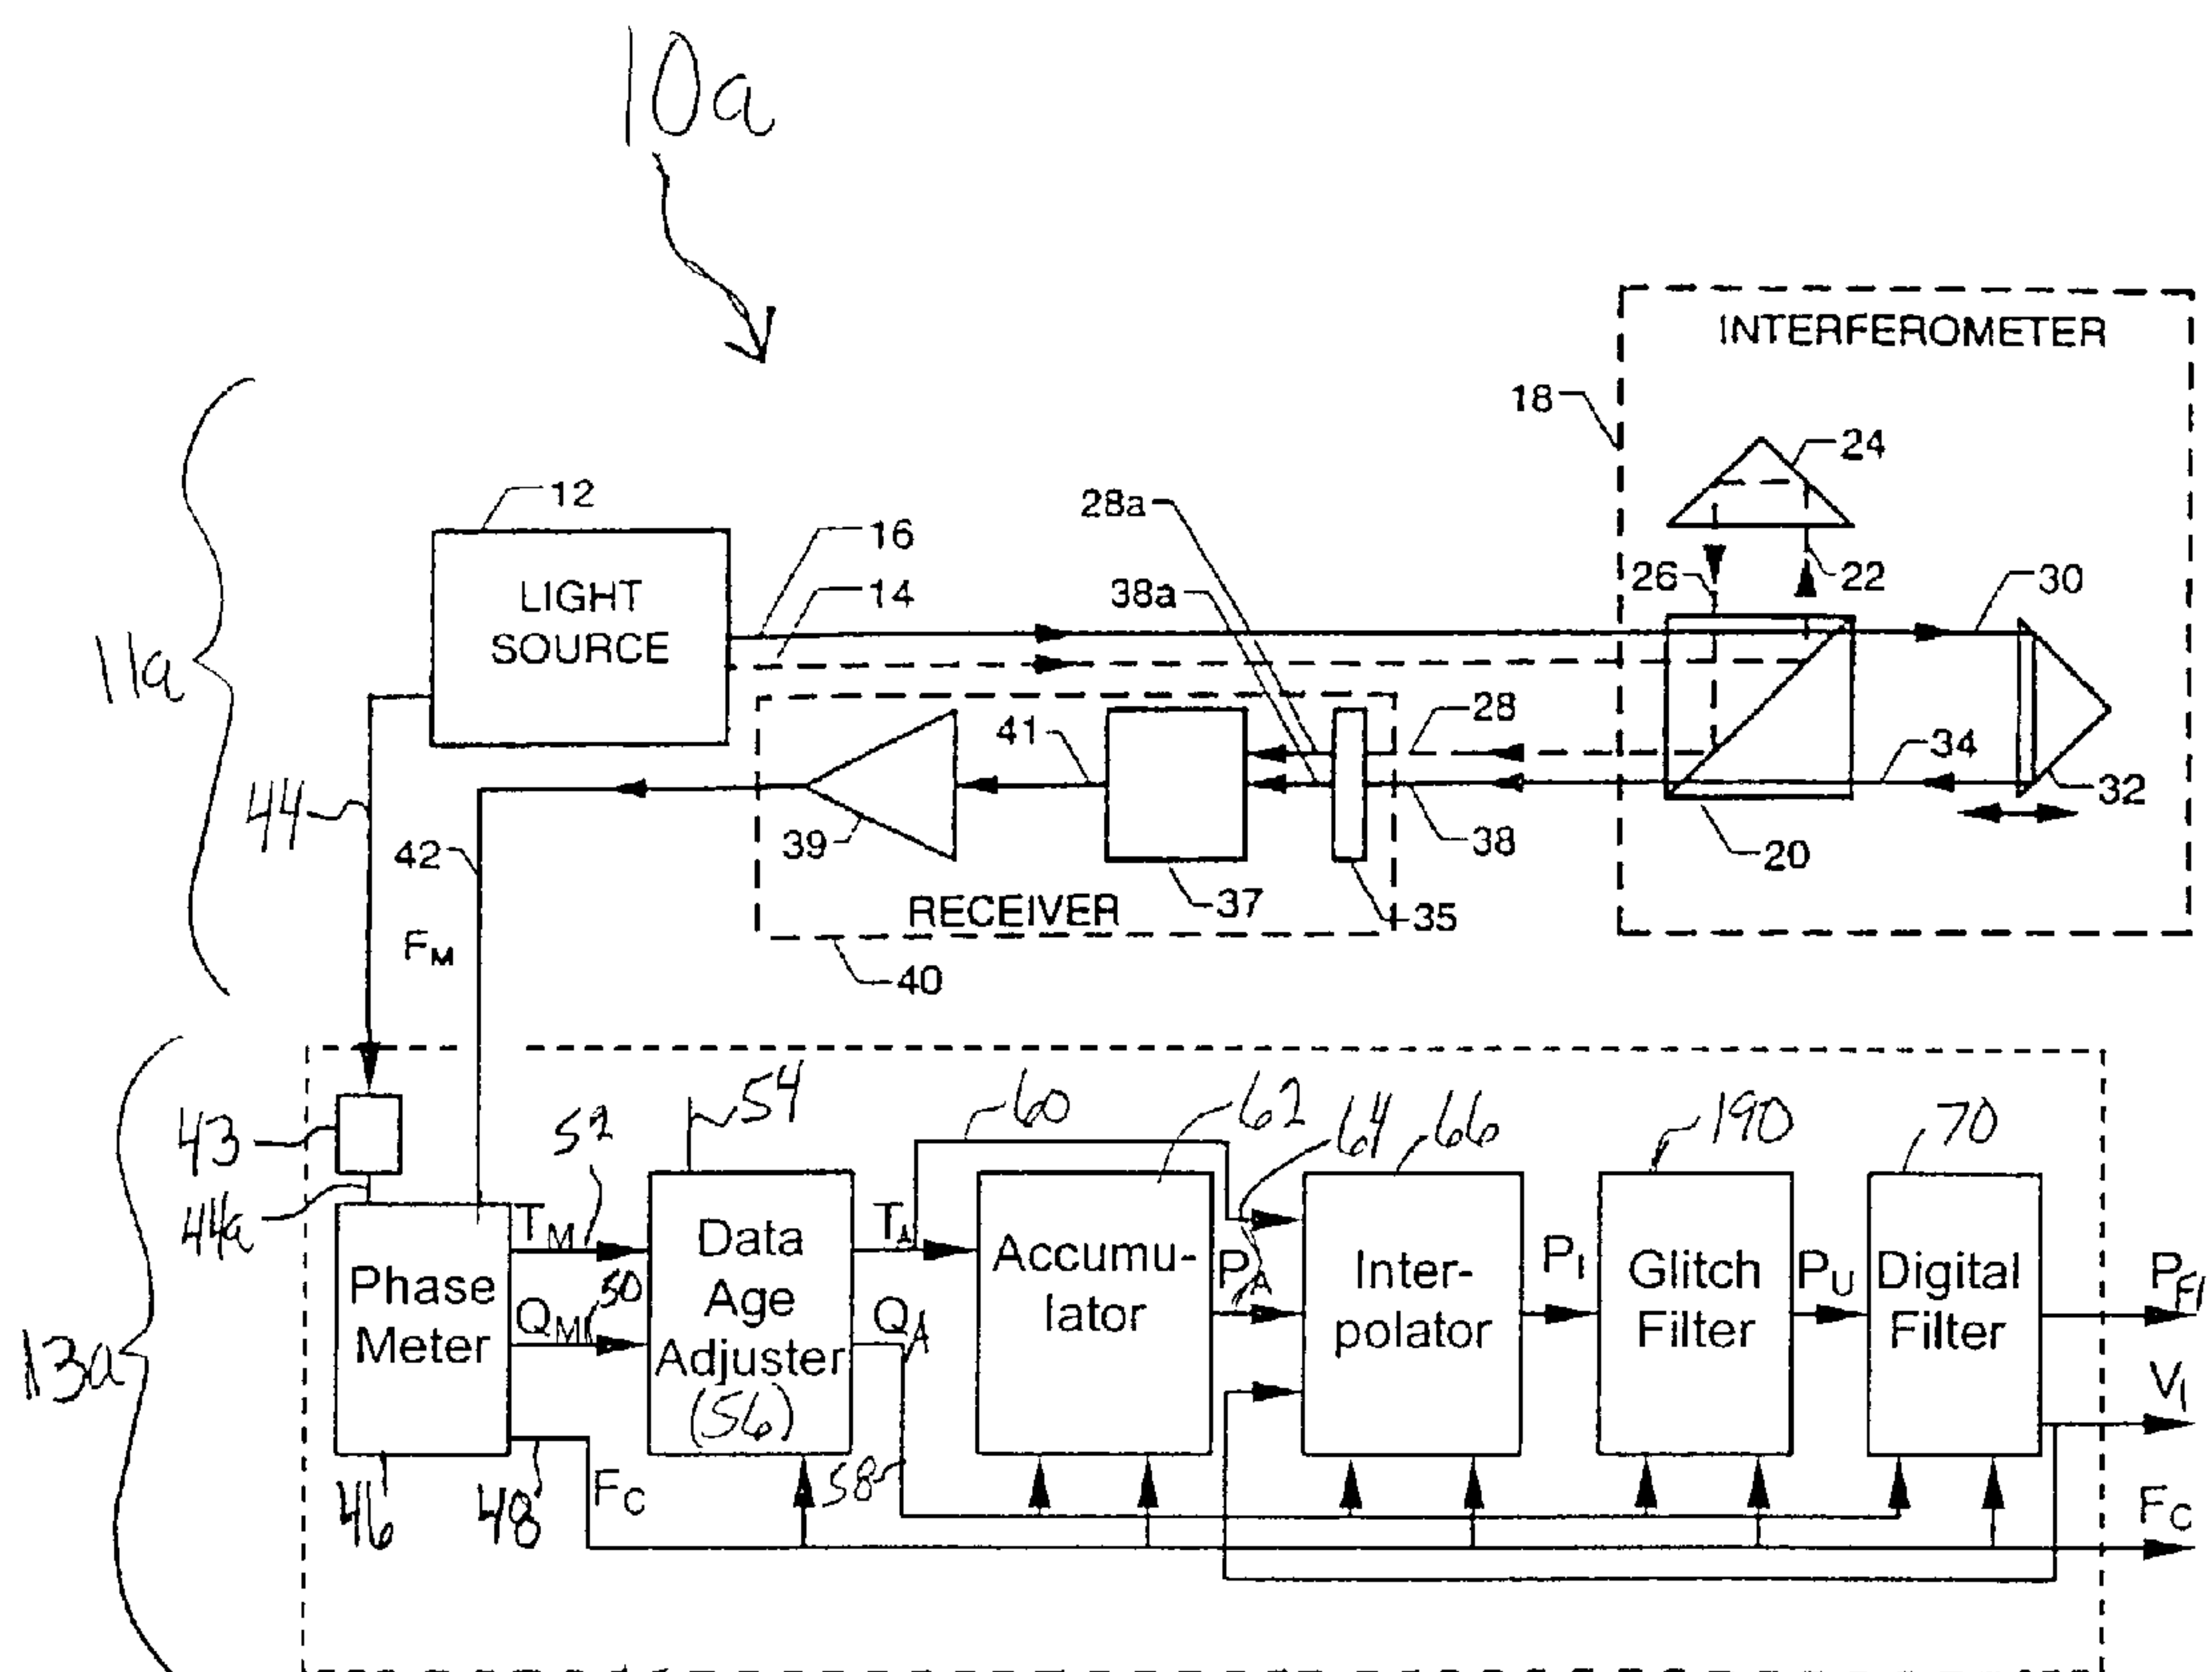 10a
INTERFEROMETER
18
24
12
28a
16
14
38a
26
22
30
LIGHT
SOURCE
11a
41
28
34
32
44
39
42
38
20
RECEIVER
37
35
FM
40
54
60
62
64
66
190
70
43
52
44a
TM
TA
Data
Age
Adjuster
(56)
Accumu-
lator
PA
Inter-
polator
PI
Glitch
Filter
PU
Digital
Filter
PF1
Phase
Meter
QM
50
QA
13a
V1
58
46
48
FC
FC